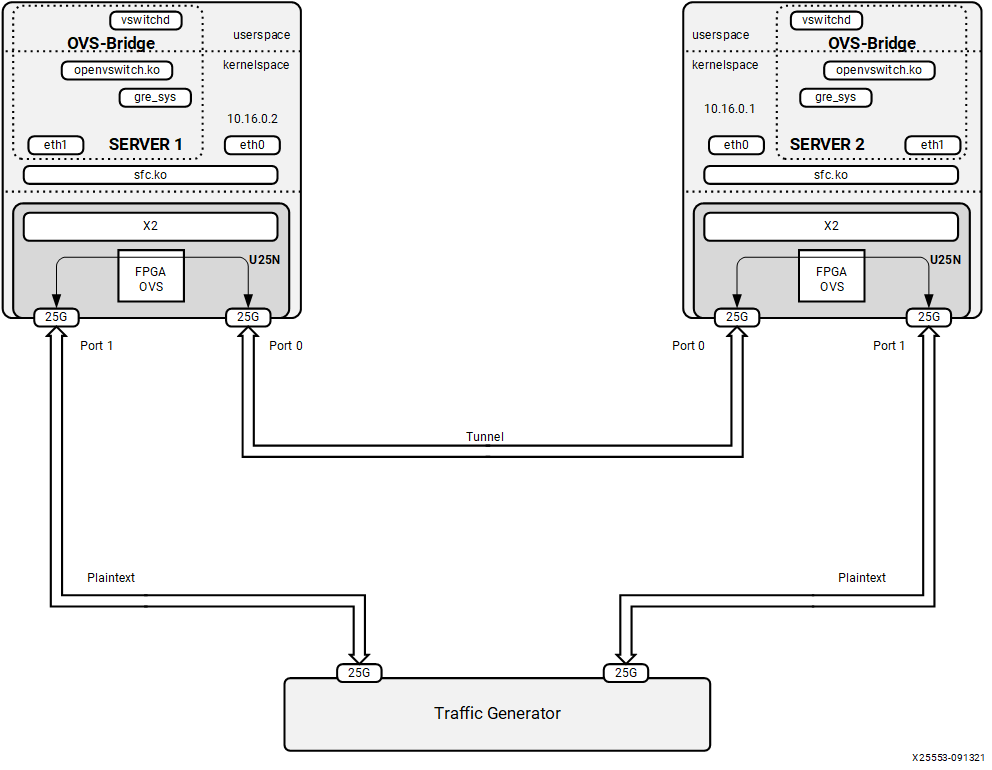 vswitchd
OVS-Bridge
userspace
kernelspace
openvswitch.ko
gre_sys
10.16.0.2
eth1
SERVER 1
eth0
sfc.ko
X2
U25N
FPGA
OVS
25G
25G
Port 1
Port 0
vswitchd
userspace
OVS-Bridge
kernelspace
openvswitch.ko
gre_sys
10.16.0.1
eth0
SERVER 2
eth1
sfc.ko
X2
U25N
FPGA
OVS
25G
25G
Port 0
Port 1
Tunnel
Plaintext
Plaintext
25G
25G
Traffic Generator
X25553-091321